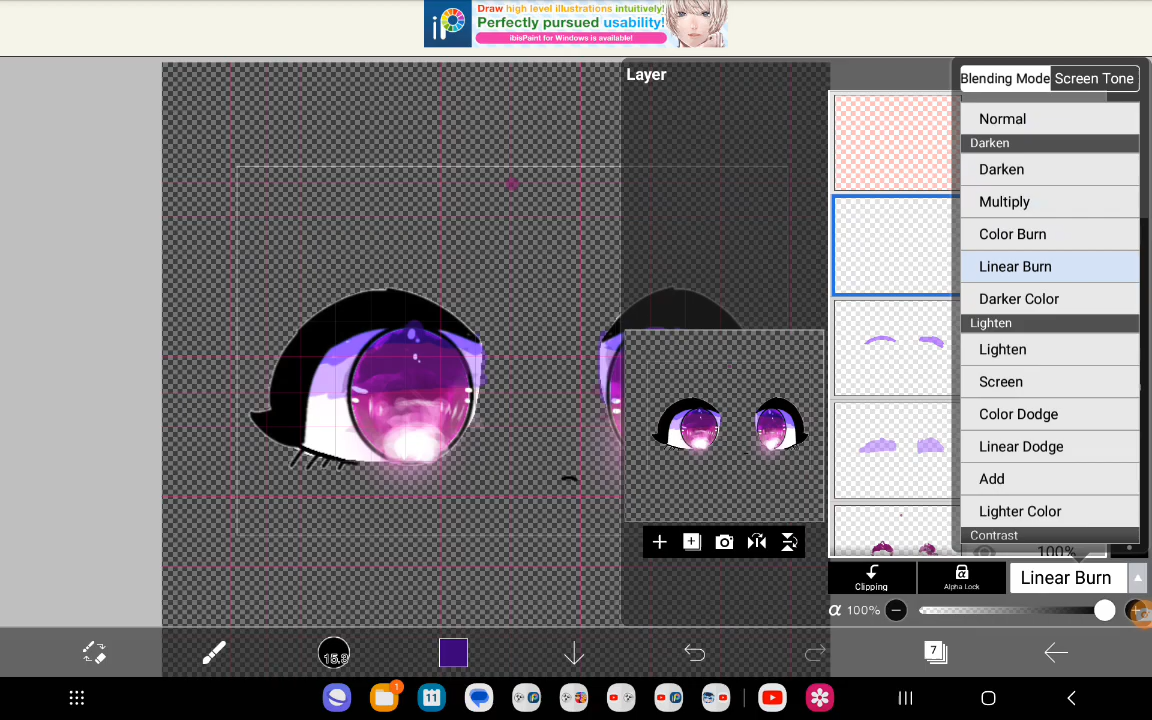 Draw high level illustrations intuitively!
iP Perfectly pursued usability!
ibisPaint for Windows is available!
Layer
Blending Mode Screen Tone
Normal
Darken
Darken
Multiply
Color Burn
Linear Burn
Darker Color
Lighten
Lighten
Screen
Color Dodge
Linear Dodge
Add
Lighter Color
Contrast
100%
Clipping
Alpha Lock
Linear Burn
α 100%
15.3
7
1
11